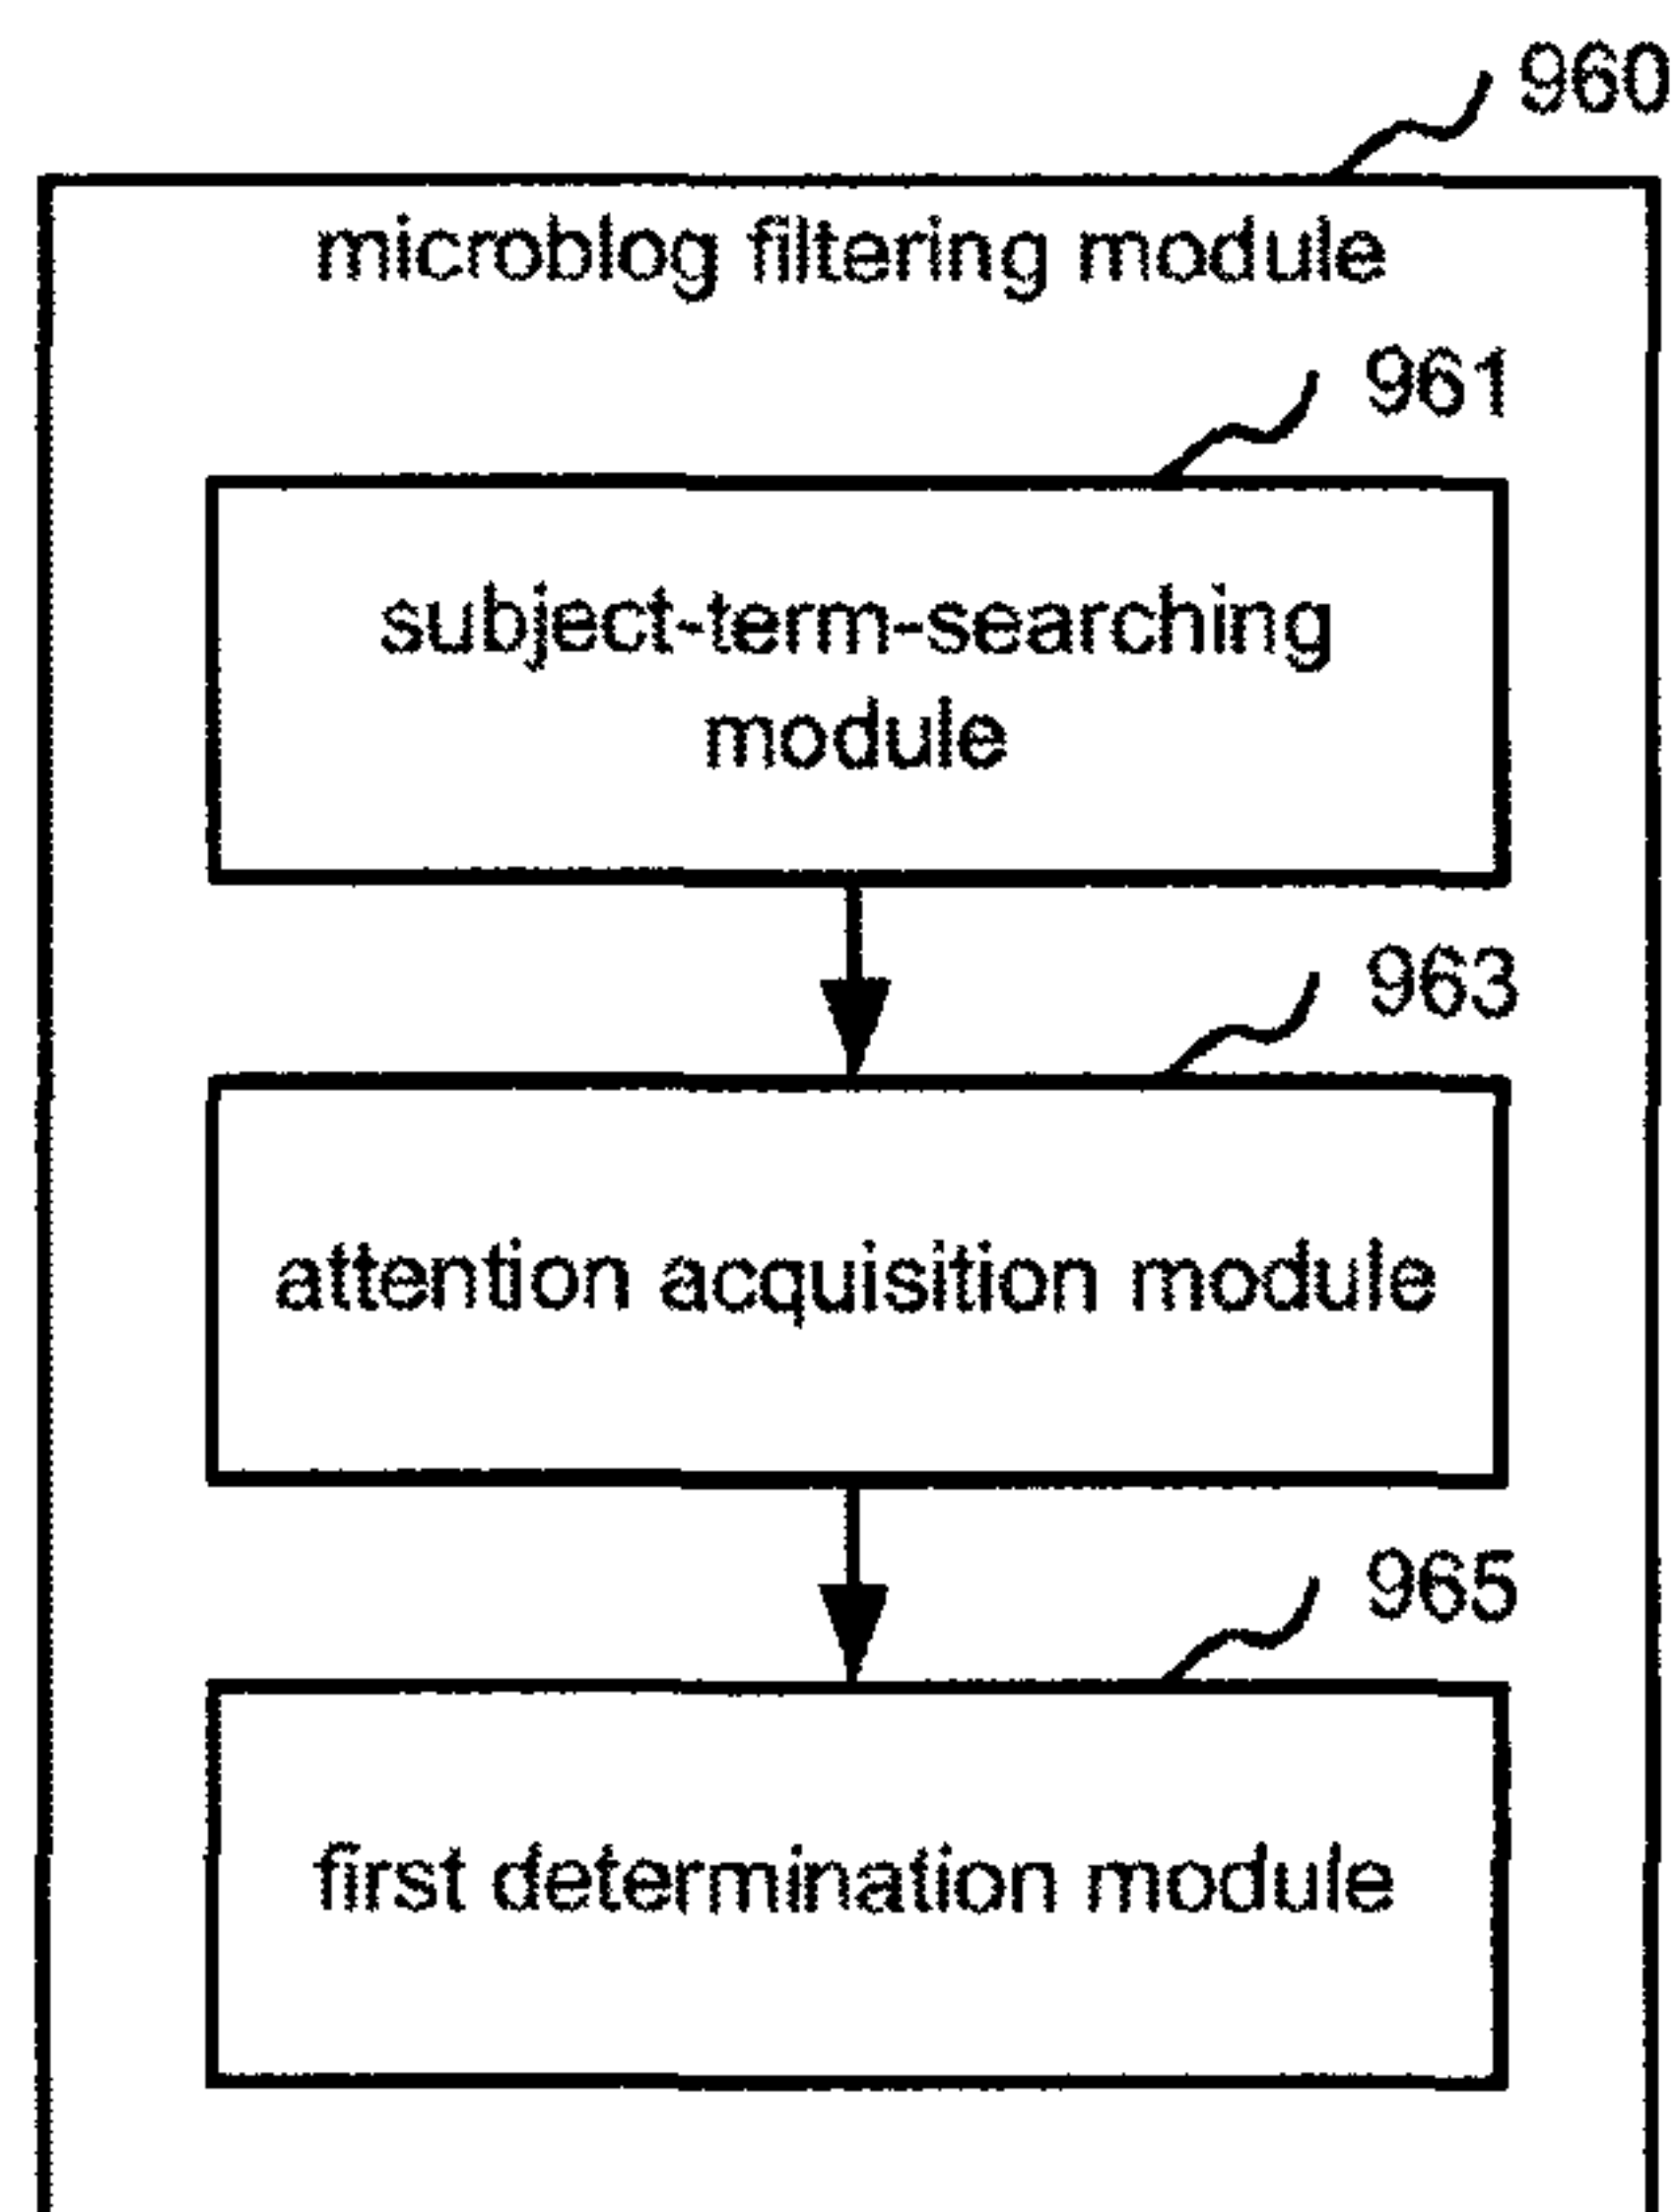 960
microblog filtering module
961
subject-term-searching
module
963
attention acquisition module
965
first determination module